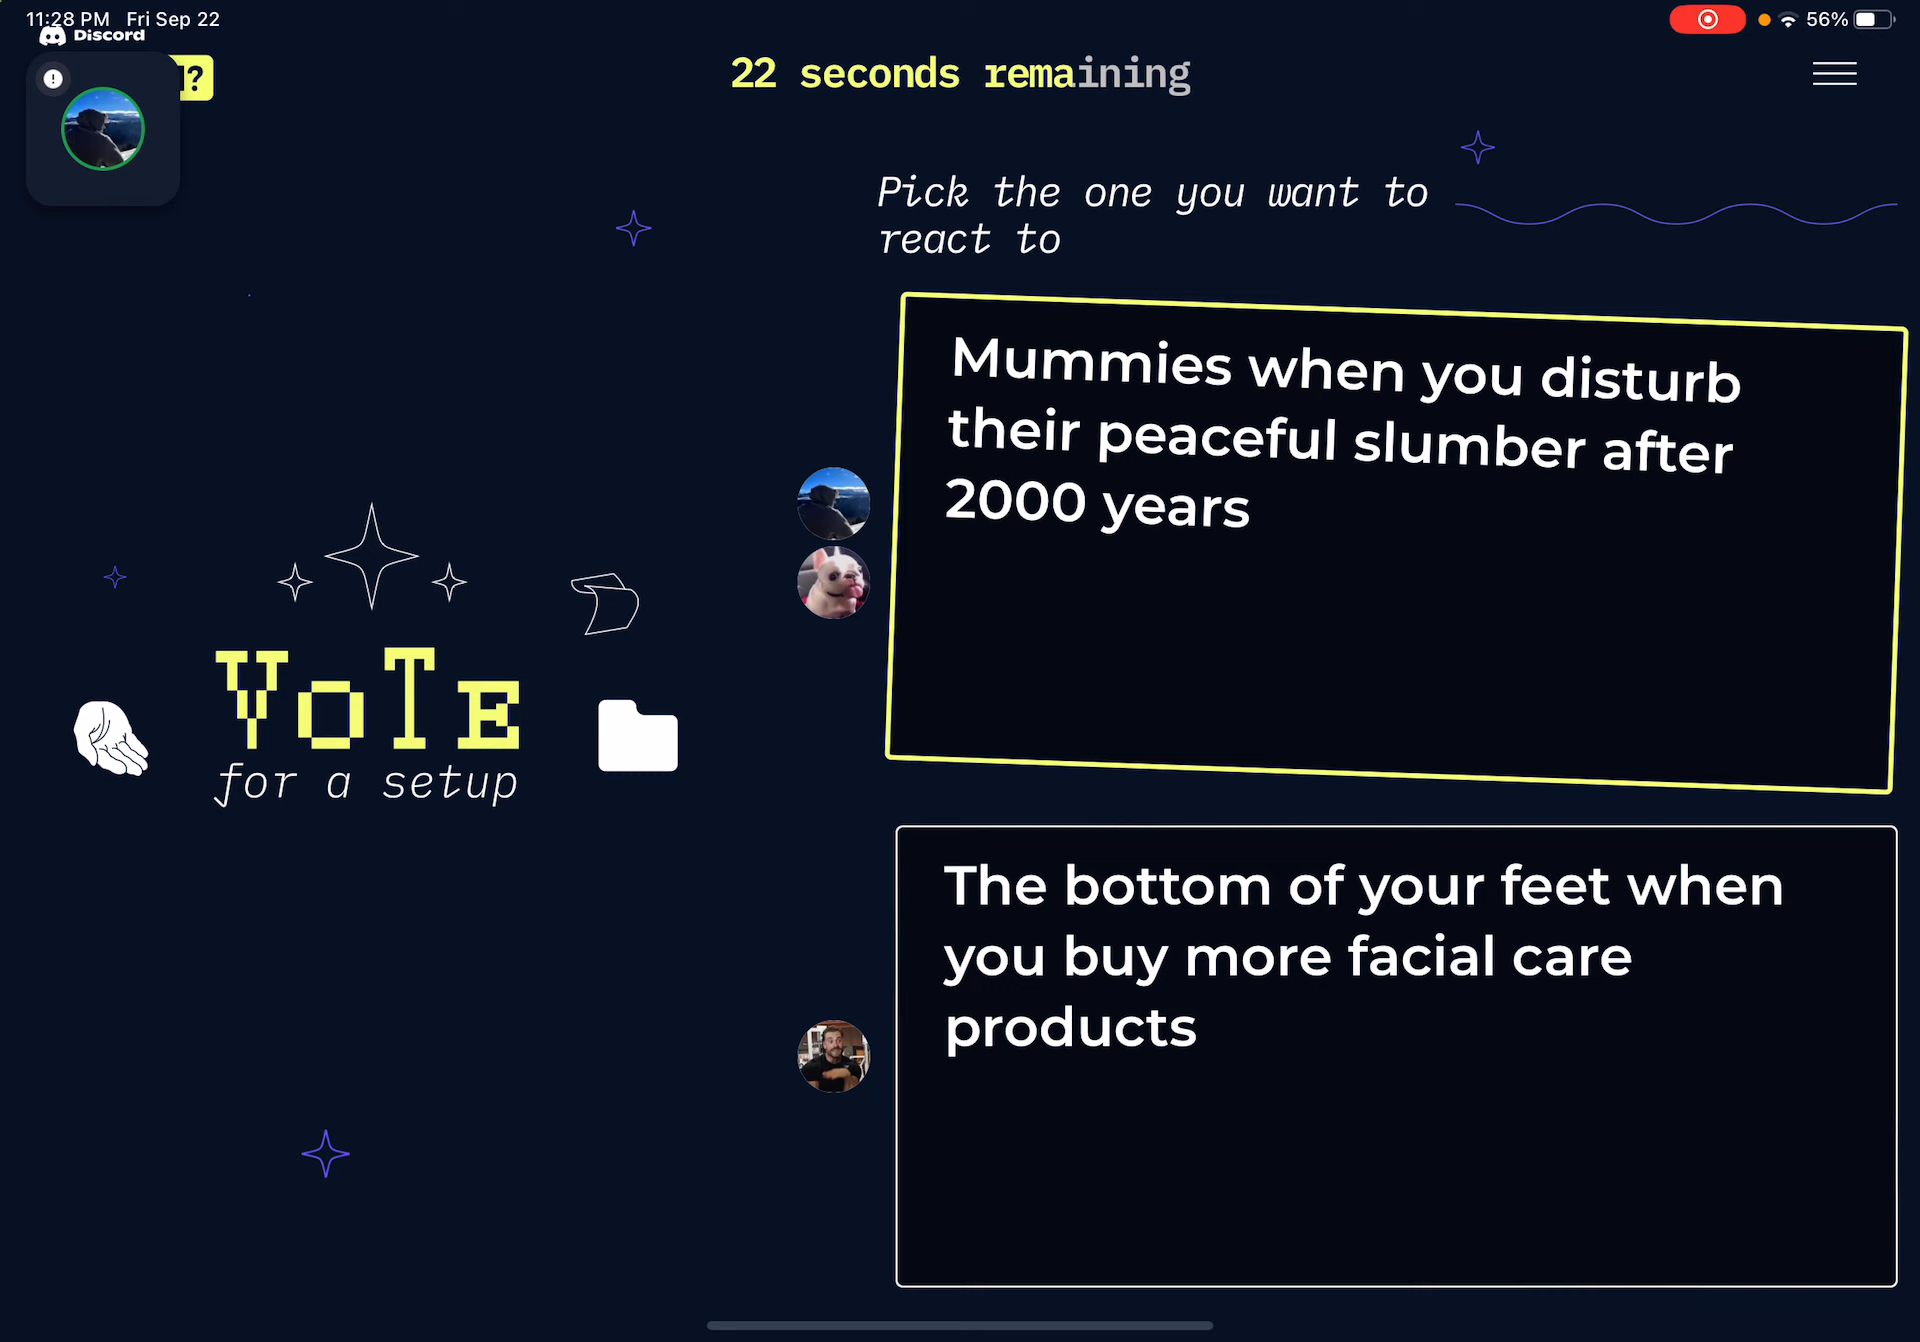 11:28 PM Fri Sep 22
56%
Discord
!
?
22 seconds remaining
Pick the one you want to
react to
Mummies when you disturb
their peaceful slumber after
2000 years
VOTE
for a setup
The bottom of your feet when
you buy more facial care
products